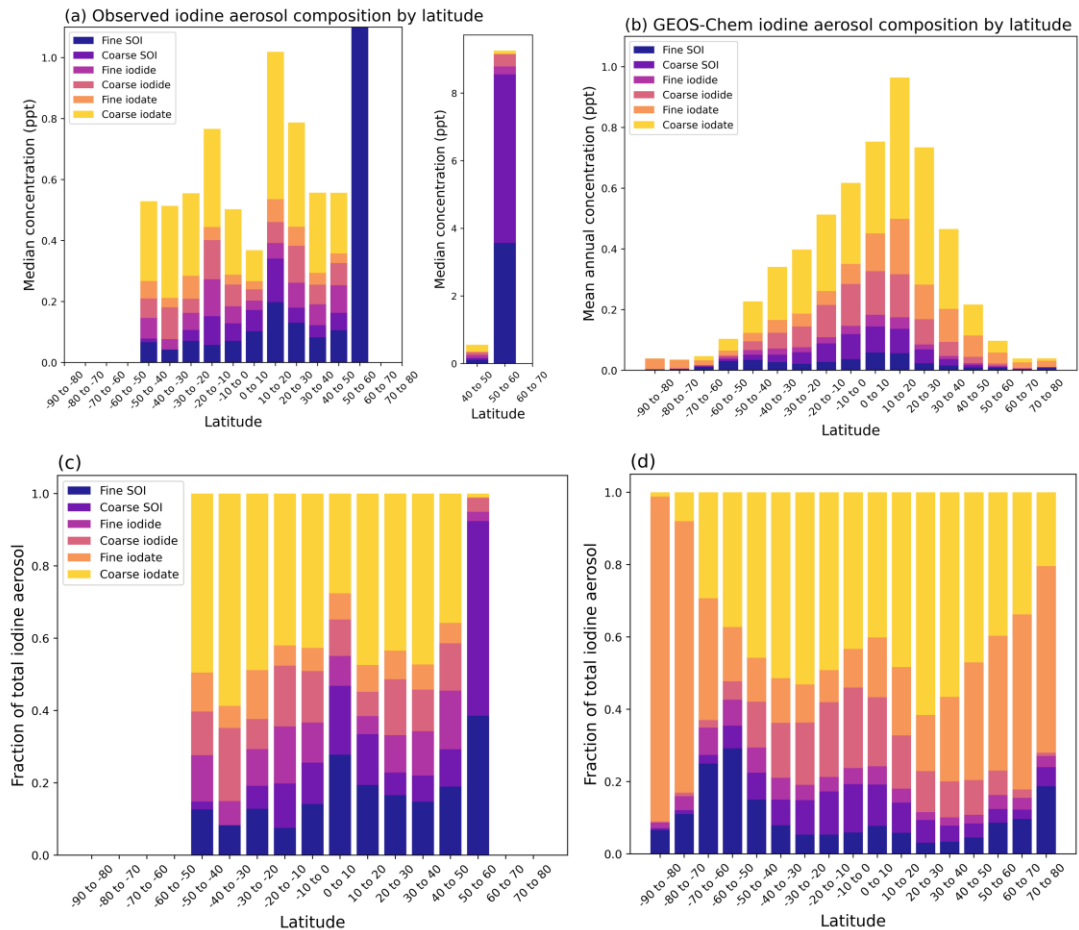 (a) Observed iodine aerosol composition by latitude
Fine SOI
Coarse SOI
Fine iodide
Coarse iodide
Fine iodate
Coarse iodate
Median concentration (ppt)
1.0
0.8
0.6
0.4
0.2
0.0
-90 to -80
-80 to -70
-70 to -60
-60 to -50
-50 to -40
-40 to -30
-30 to -20
-20 to -10
-10 to 0
0 to 10
10 to 20
20 to 30
30 to 40
40 to 50
50 to 60
60 to 70
70 to 80
Latitude
Median concentration (ppt)
8
6
4
2
0
40 to 50
50 to 60
60 to 70
Latitude
(b) GEOS-Chem iodine aerosol composition by latitude
Fine SOI
Coarse SOI
Fine iodide
Coarse iodide
Fine iodate
Coarse iodate
Mean annual concentration (ppt)
1.0
0.8
0.6
0.4
0.2
0.0
-90 to -80
-80 to -70
-70 to -60
-60 to -50
-50 to -40
-40 to -30
-30 to -20
-20 to -10
-10 to 0
0 to 10
10 to 20
20 to 30
30 to 40
40 to 50
50 to 60
60 to 70
70 to 80
Latitude
(c)
Fine SOI
Coarse SOI
Fine iodide
Coarse iodide
Fine iodate
Coarse iodate
Fraction of total iodine aerosol
1.0
0.8
0.6
0.4
0.2
0.0
-90 to -80
-80 to -70
-70 to -60
-60 to -50
-50 to -40
-40 to -30
-30 to -20
-20 to -10
-10 to 0
0 to 10
10 to 20
20 to 30
30 to 40
40 to 50
50 to 60
60 to 70
70 to 80
Latitude
(d)
Fraction of total iodine aerosol
1.0
0.8
0.6
0.4
0.2
0.0
-90 to -80
-80 to -70
-70 to -60
-60 to -50
-50 to -40
-40 to -30
-30 to -20
-20 to -10
-10 to 0
0 to 10
10 to 20
20 to 30
30 to 40
40 to 50
50 to 60
60 to 70
70 to 80
Latitude